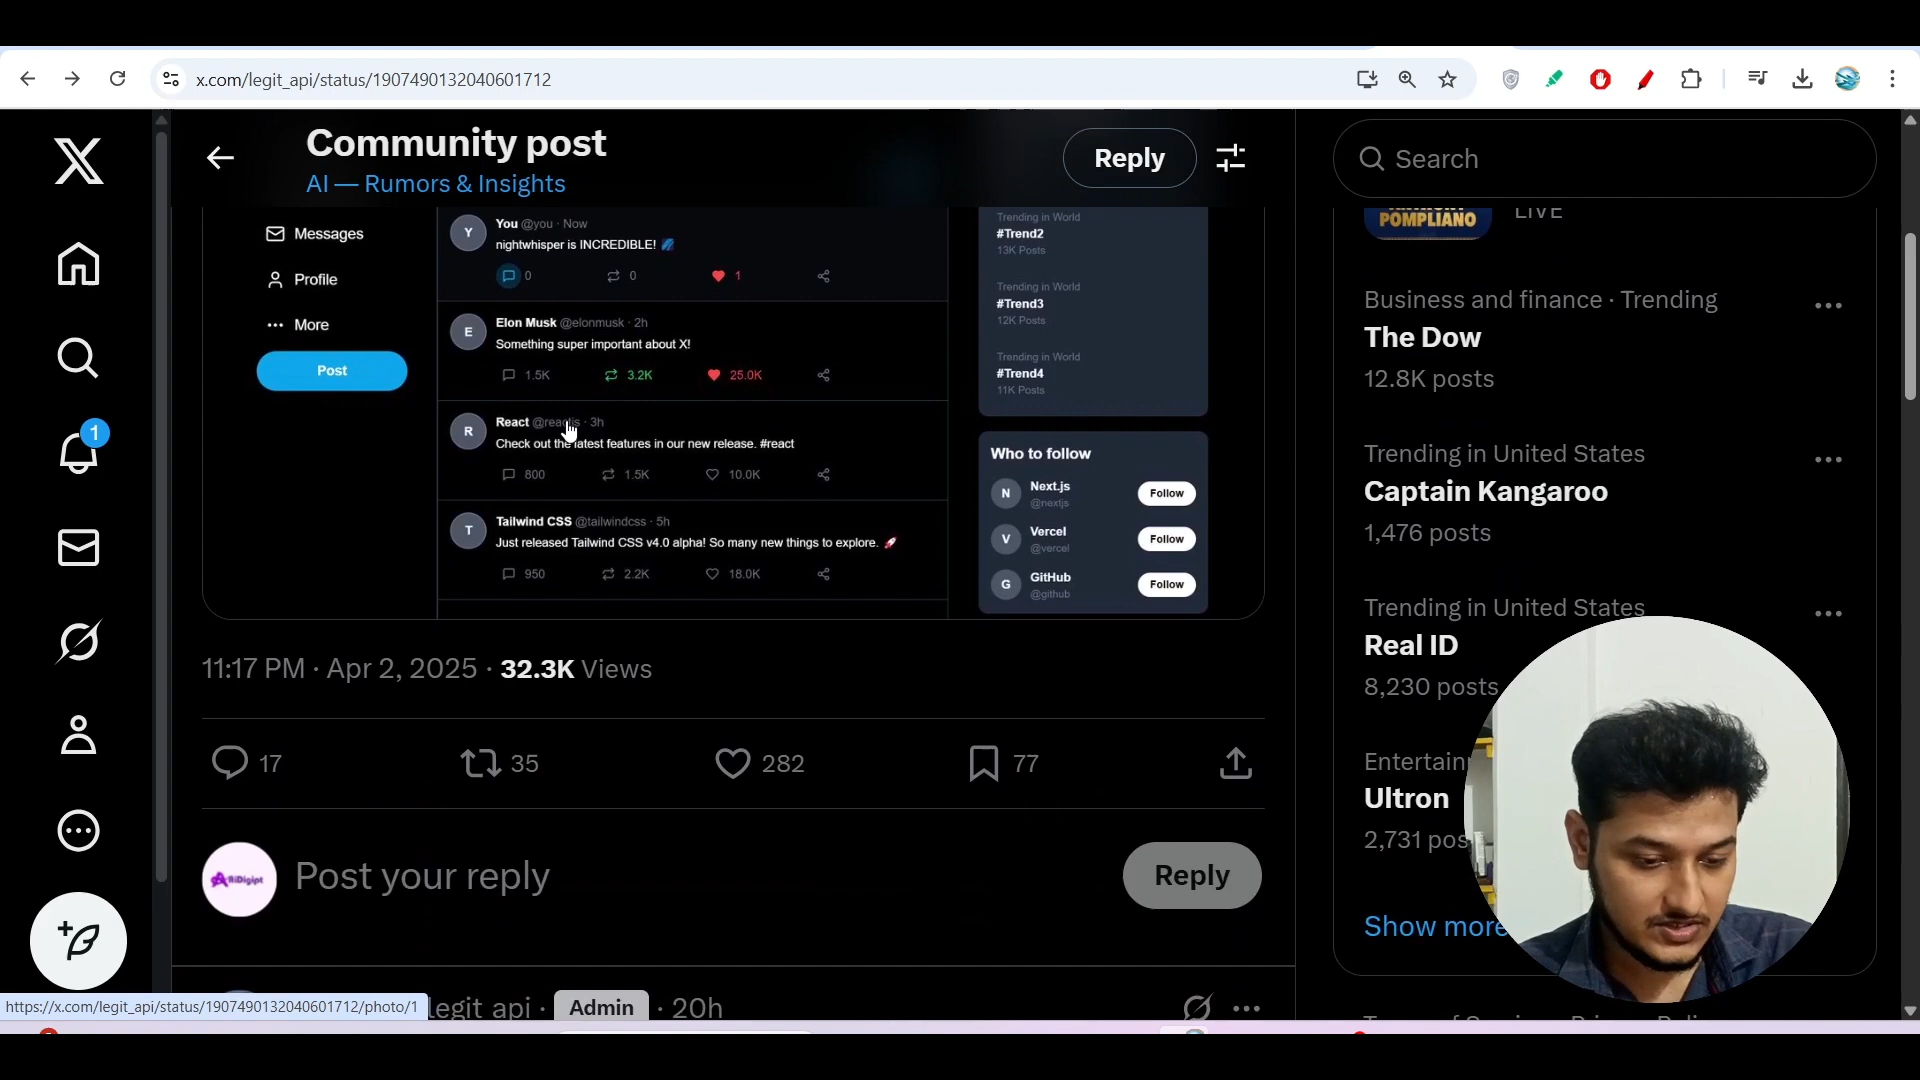 x.com/legit_api/status/1907490132040601712
Community post
AI — Rumors & Insights
Reply
Search
POMPLIANO
LIVE
Messages
Profile
More
Post
Y
You @you · Now
nightwhisper is INCREDIBLE!
0
0
1
E
Elon Musk @elonmusk · 2h
Something super important about X!
1.5K
3.2K
25.0K
R
React @reactjs · 3h
Check out the latest features in our new release. #react
800
1.5K
10.0K
T
Tailwind CSS @tailwindcss · 5h
Just released Tailwind CSS v4.0 alpha! So many new things to explore. 🚀
950
2.2K
18.0K
Trending in World
#Trend2
13K Posts
Trending in World
#Trend3
12K Posts
Trending in World
#Trend4
11K Posts
Who to follow
N
Next.js
@nextjs
Follow
V
Vercel
@vercel
Follow
G
GitHub
@github
Follow
11:17 PM · Apr 2, 2025 · 32.3K Views
17
35
282
77
ARiDigipt
Post your reply
Reply
legit api · Admin · 20h
1
Business and finance · Trending
The Dow
12.8K posts
Trending in United States
Captain Kangaroo
1,476 posts
Trending in United States
Real ID
8,230 posts
Ultron
2,731
Show more
https://x.com/legit_api/status/1907490132040601712/photo/1